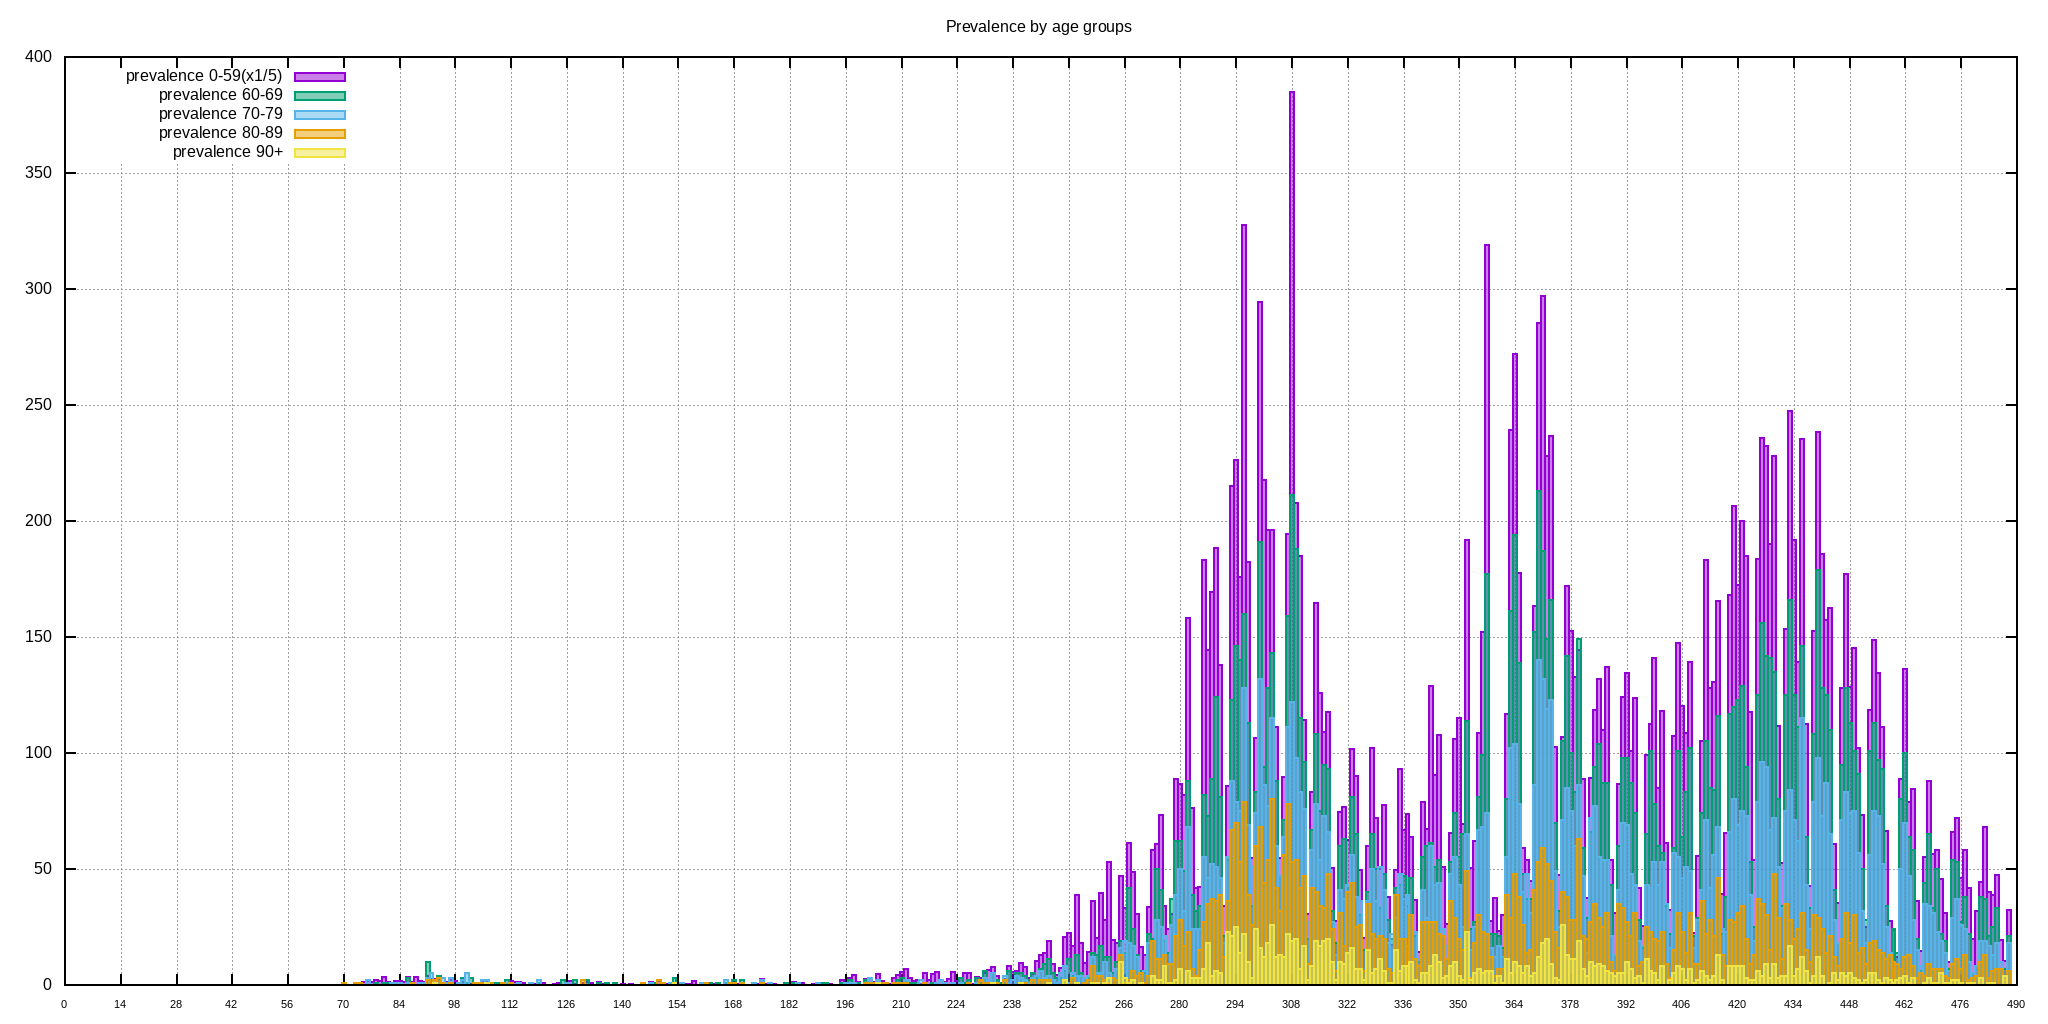 Prevalence by age groups
400
prevalence 0-59(x1/5)
prevalence 60-69
prevalence 70-79
prevalence 80-89
prevalence 90+
350
300
250
200
150
100
50
0
0 14 28 42 56 70 84 98 112 126 140 154 168 182 196 210 224 238 252 266 280 294 308 322 336 350 364 378 392 406 420 434 448 462 476 490